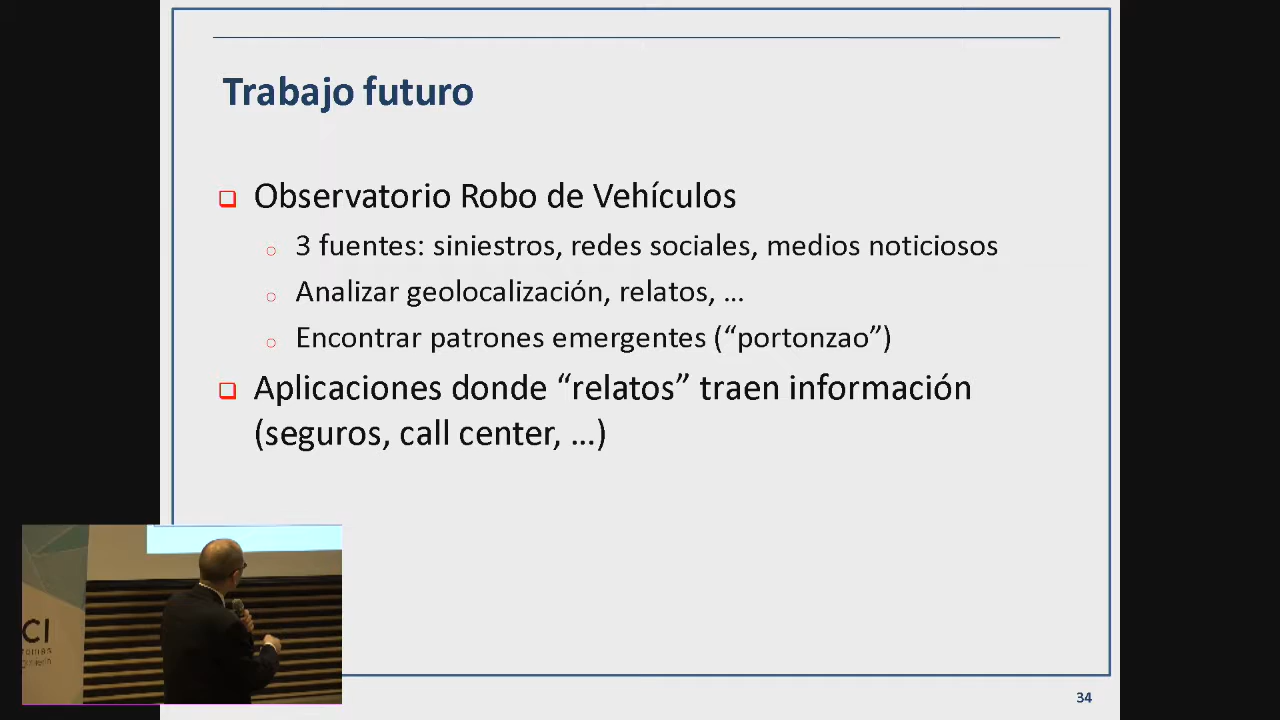 Trabajo futuro
Observatorio Robo de Vehículos
3 fuentes: siniestros, redes sociales, medios noticiosos
Analizar geolocalización, relatos, ...
Encontrar patrones emergentes (“portonzao”)
Aplicaciones donde “relatos” traen información
(seguros, call center, ...)
CI
34